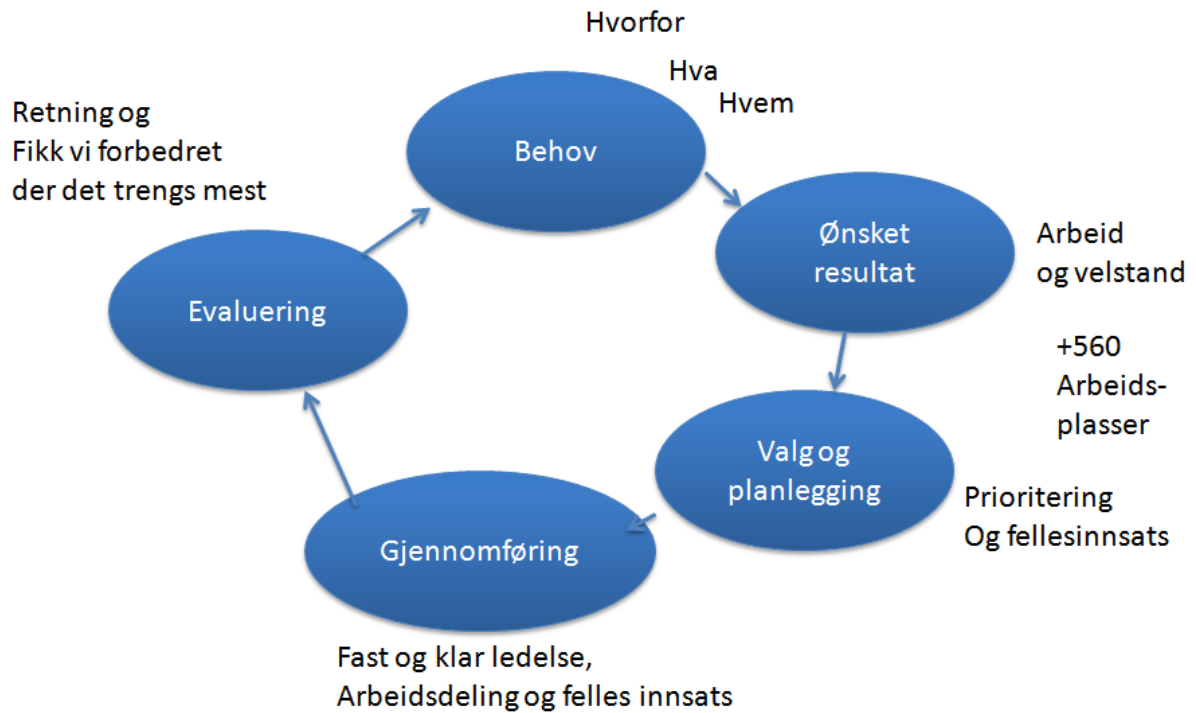 Hvorfor
Hva
Hvem
Behov
Retning og
Fikk vi forbedret
der det trengs mest
Ønsket
resultat
Arbeid
og velstand
+560
Arbeids-
plasser
Evaluering
Valg og
planlegging
Prioritering
Og fellesinnsats
Gjennomføring
Fast og klar ledelse,
Arbeidsdeling og felles innsats